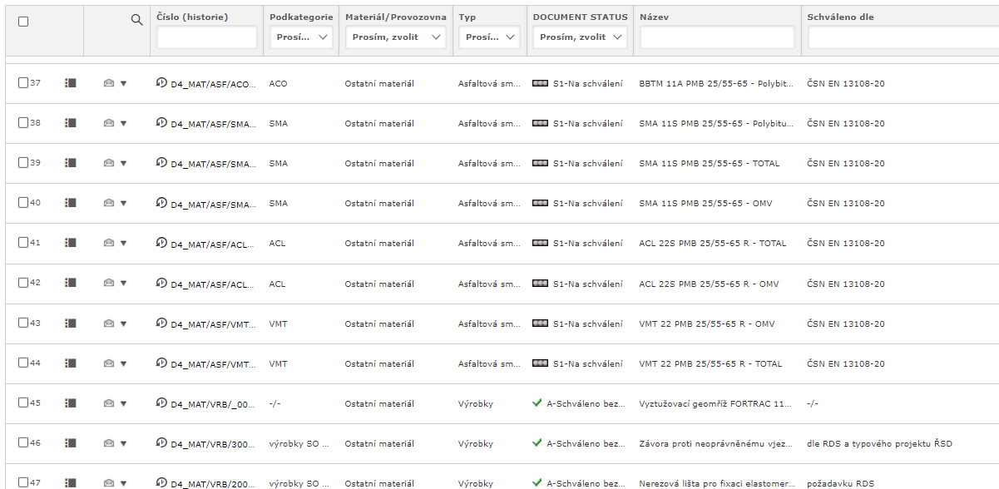 Číslo (historie) Podkategorie Materiál/Provozovna Typ DOCUMENT STATUS Název Schváleno dle
Prosí... Prosím, zvolit Prosí... Prosím, zvolit
37 D4_MAT/ASF/ACO... ACO Ostatní materiál Asfaltová sm... S1-Na schválení BBTM 11A PMB 25/55-65 - Polybit... ČSN EN 13108-20
38 D4_MAT/ASF/SMA... SMA Ostatní materiál Asfaltová sm... S1-Na schválení SMA 11S PMB 25/55-65 - Polybitu... ČSN EN 13108-20
39 D4_MAT/ASF/SMA... SMA Ostatní materiál Asfaltová sm... S1-Na schválení SMA 11S PMB 25/55-65 - TOTAL ČSN EN 13108-20
40 D4_MAT/ASF/SMA... SMA Ostatní materiál Asfaltová sm... S1-Na schválení SMA 11S PMB 25/55-65 - OMV ČSN EN 13108-20
41 D4_MAT/ASF/ACL... ACL Ostatní materiál Asfaltová sm... S1-Na schválení ACL 22S PMB 25/55-65 R - TOTAL ČSN EN 13108-20
42 D4_MAT/ASF/ACL... ACL Ostatní materiál Asfaltová sm... S1-Na schválení ACL 22S PMB 25/55-65 R - OMV ČSN EN 13108-20
43 D4_MAT/ASF/VMT... VMT Ostatní materiál Asfaltová sm... S1-Na schválení VMT 22 PMB 25/55-65 R - OMV ČSN EN 13108-20
44 D4_MAT/ASF/VMT... VMT Ostatní materiál Asfaltová sm... S1-Na schválení VMT 22 PMB 25/55-65 R - TOTAL ČSN EN 13108-20
45 D4_MAT/VRB/_00... -/- Ostatní materiál Výrobky A-Schváleno bez... Vyztužovací geomříž FORTRAC 11... -/-
46 D4_MAT/VRB/300... výrobky SO ... Ostatní materiál Výrobky A-Schváleno bez... Závora proti neoprávněnému vjez... dle RDS a typového projektu ŘSD
47 D4_MAT/VRB/200... výrobky SO ... Ostatní materiál Výrobky A-Schváleno bez... Nerezová lišta pro fixaci elastomer... požadavku RDS